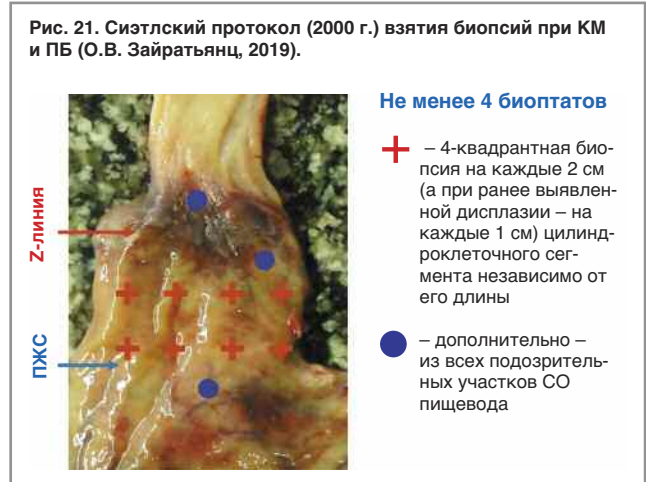 Рис. 21. Сиэтлский протокол (2000 г.) взятия биопсий при КМ
и ПБ (О.В. Зайратьянц, 2019).
Z-линия
ПЖС
Не менее 4 биоптатов
– 4-квадрантная био-
псия на каждые 2 см
(а при ранее выявлен-
ной дисплазии – на
каждые 1 см) цилинд-
роклеточного сег-
мента независимо от
его длины
– дополнительно –
из всех подозритель-
ных участков СО
пищевода